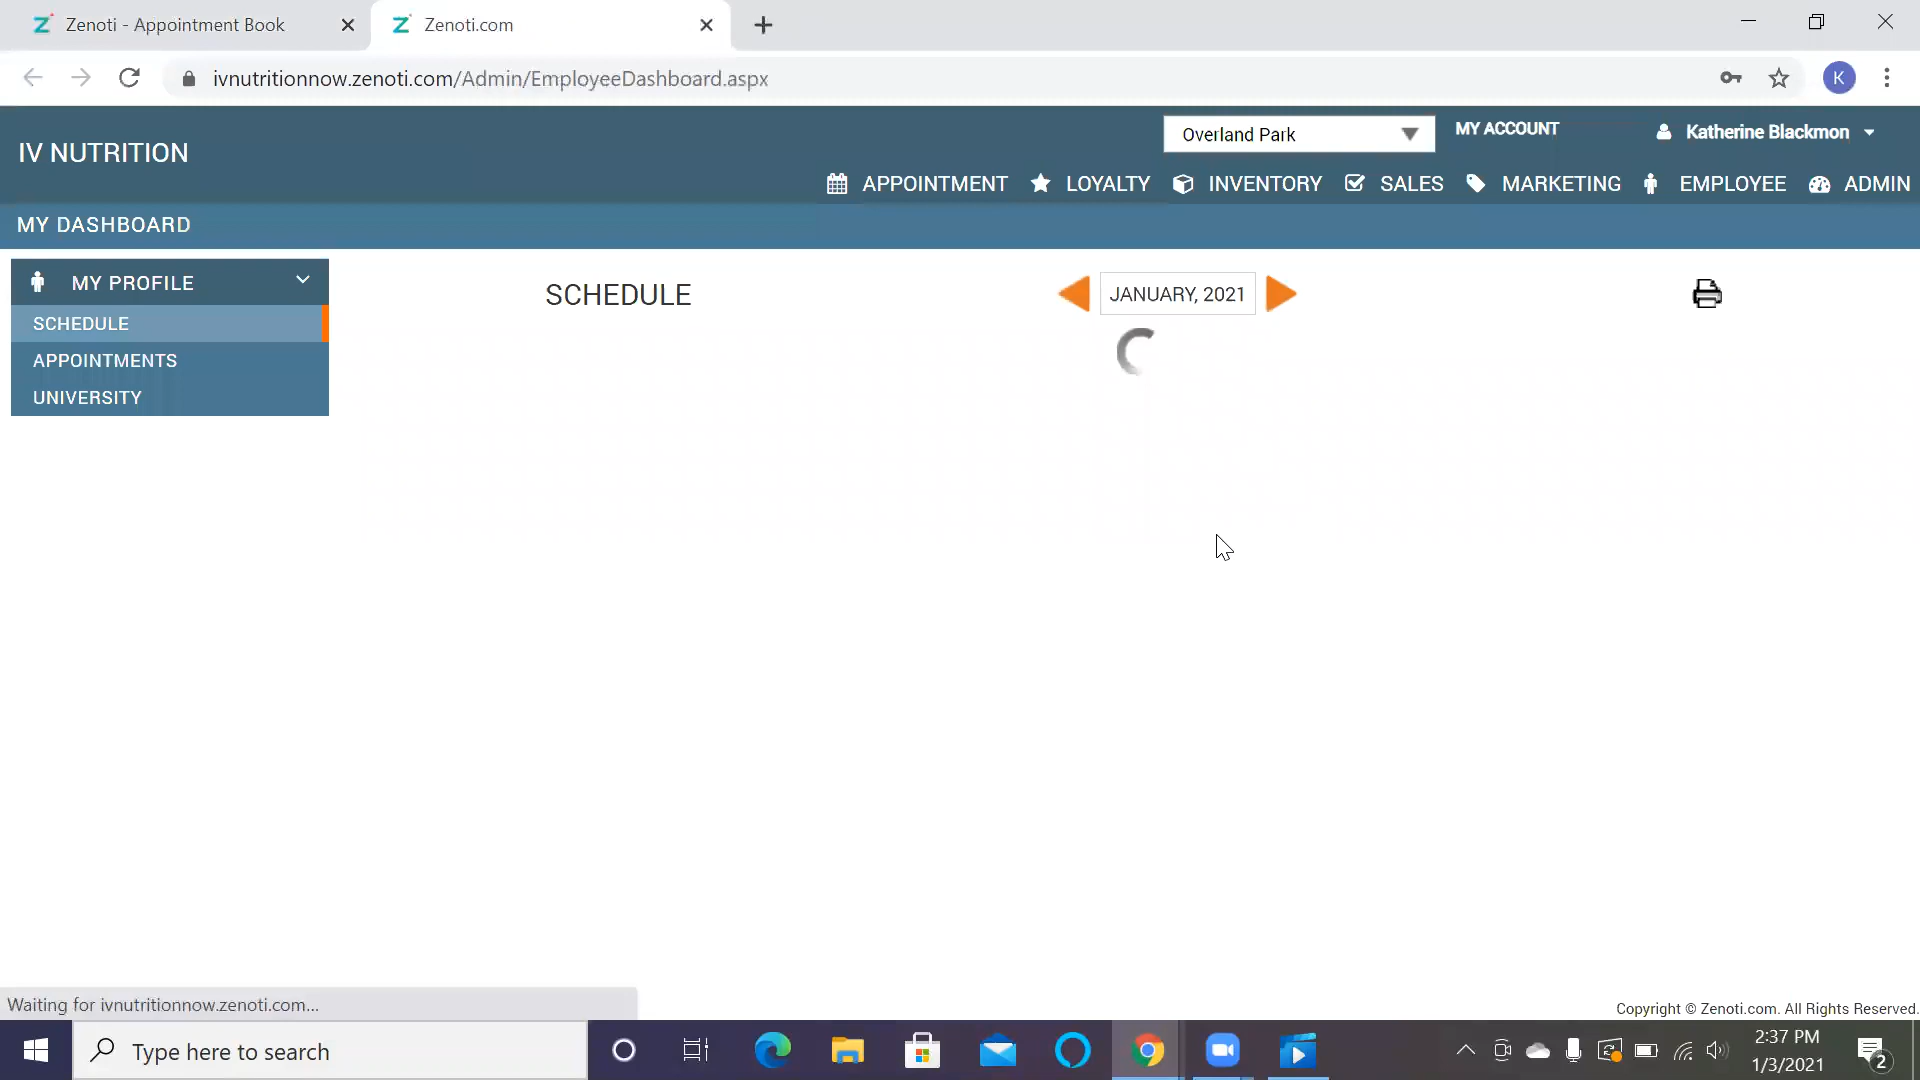 Zenoti - Appointment Book
Zenoti.com
ivnutritionnow.zenoti.com/Admin/EmployeeDashboard.aspx
K
IV NUTRITION
Overland Park
MY ACCOUNT
Katherine Blackmon
APPOINTMENT
LOYALTY
INVENTORY
SALES
MARKETING
EMPLOYEE
ADMIN
MY DASHBOARD
MY PROFILE
SCHEDULE
APPOINTMENTS
UNIVERSITY
SCHEDULE
JANUARY, 2021
Waiting for ivnutritionnow.zenoti.com...
Copyright © Zenoti.com. All Rights Reserved.
Type here to search
2:37 PM
1/3/2021
2